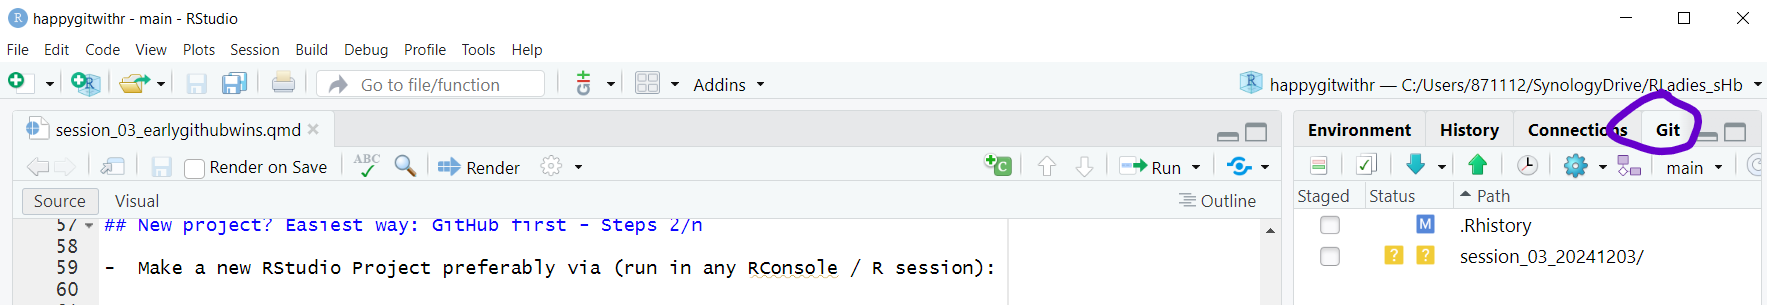 happygitwithr - main - RStudio
File Edit Code View Plots Session Build Debug Profile Tools Help
Go to file/function Addins happygitwithr — C:/Users/871112/SynologyDrive/RLadies_sHb
session_03_earlygithubwins.qmd
Environment History Connections Git
Render on Save ABC Render Run
main
Source Visual Outline
Staged Status Path
57 ## New project? Easiest way: GitHub first - Steps 2/n
M .Rhistory
58
? ? session_03_20241203/
59 - Make a new RStudio Project preferably via (run in any RConsole / R session):
60